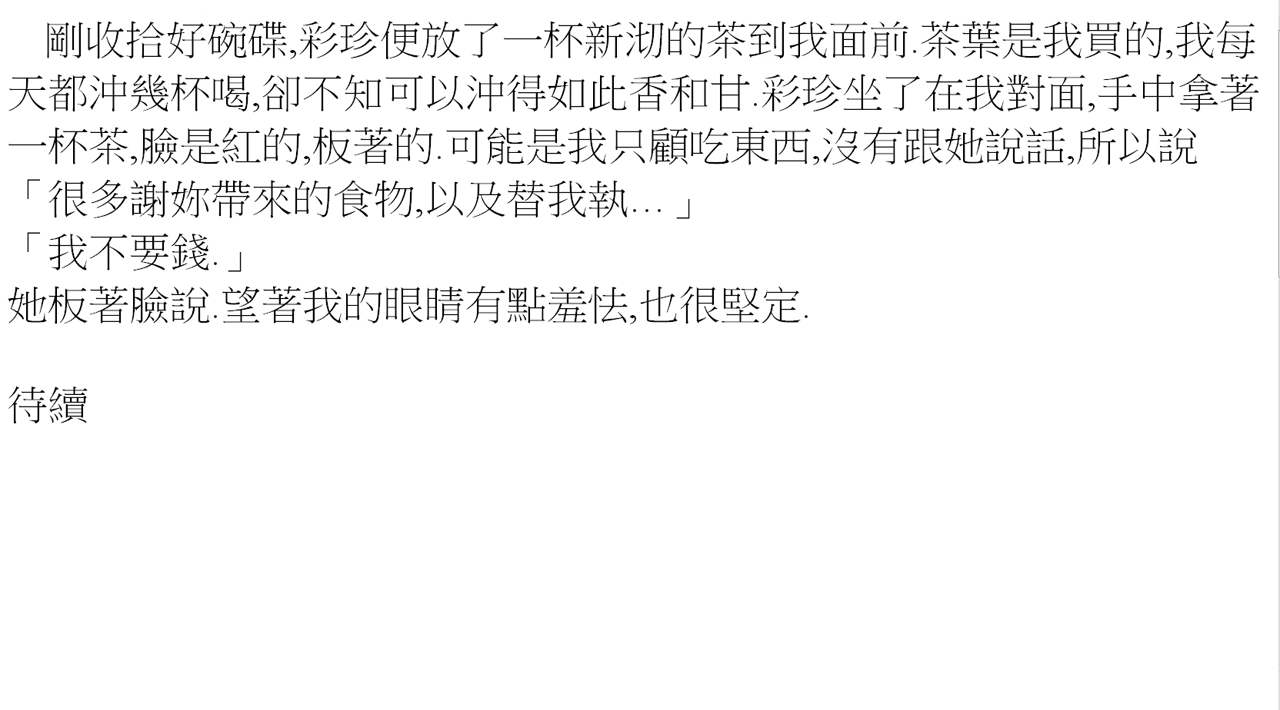 剛收拾好碗碟,彩珍便放了一杯新沏的茶到我面前.茶葉是我買的,我每
天都沖幾杯喝,卻不知可以沖得如此香和甘.彩珍坐了在我對面,手中拿著
一杯茶,臉是紅的,板著的.可能是我只顧吃東西,沒有跟她說話,所以說
「很多謝妳帶來的食物,以及替我執...」
「我不要錢.」
她板著臉說.望著我的眼睛有點羞怯,也很堅定.
待續